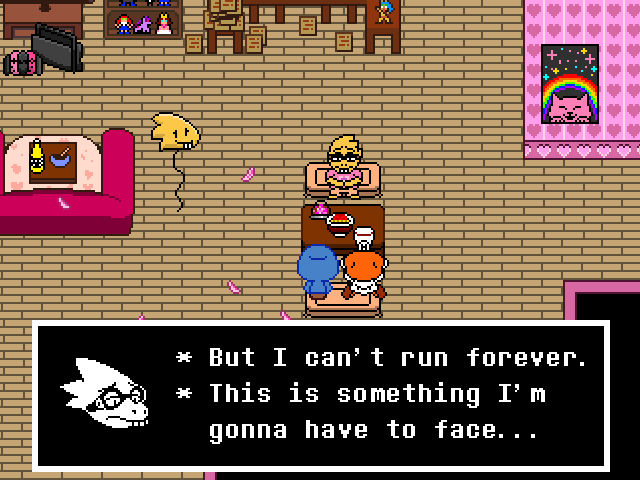 * But I can't run forever.
* This is something I'm
gonna have to face...